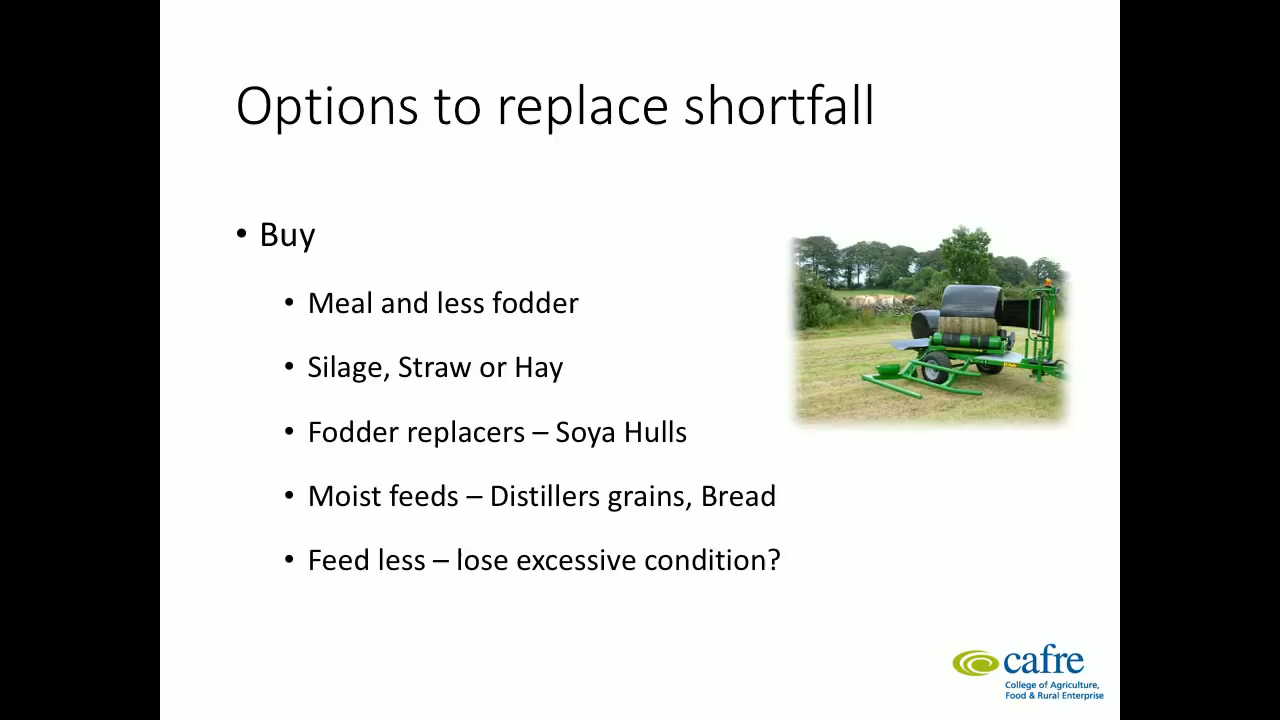 Options to replace shortfall
• Buy
• Meal and less fodder
• Silage, Straw or Hay
• Fodder replacers – Soya Hulls
• Moist feeds – Distillers grains, Bread
• Feed less – lose excessive condition?
cafre
College of Agriculture,
Food & Rural Enterprise